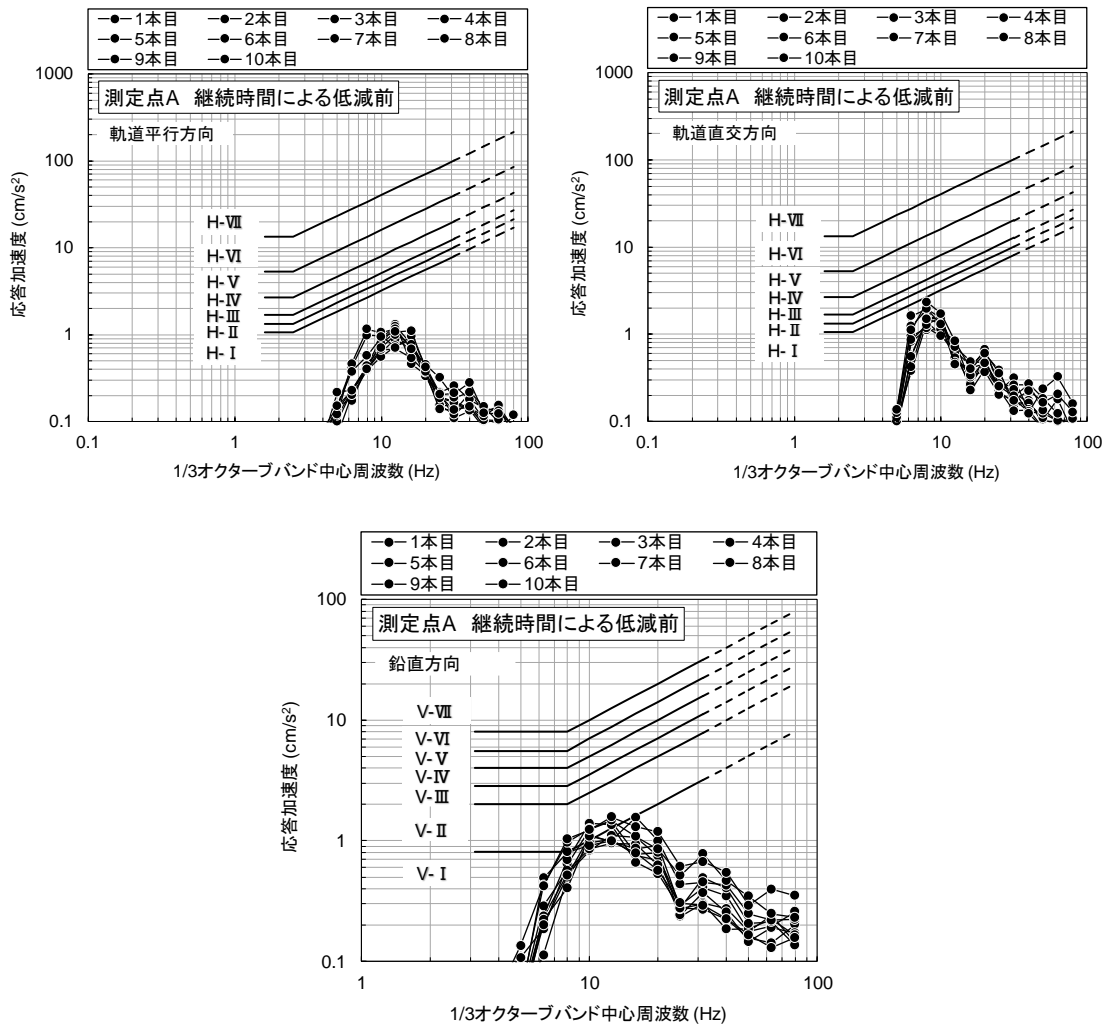 1本目 2本目 3本目 4本目
5本目 6本目 7本目 8本目
9本目 10本目
1000
100
10
1
0.1
測定点A 継続時間による低減前
軌道平行方向
H-Ⅶ
H-Ⅵ
H-Ⅴ
H-Ⅳ
H-Ⅲ
H-Ⅱ
H-Ⅰ
応答加速度 (cm/s²)
0.1 1 10 100
1/3オクターブバンド中心周波数 (Hz)
1本目 2本目 3本目 4本目
5本目 6本目 7本目 8本目
9本目 10本目
1000
100
10
1
0.1
測定点A 継続時間による低減前
軌道直交方向
H-Ⅶ
H-Ⅵ
H-Ⅴ
H-Ⅳ
H-Ⅲ
H-Ⅱ
H-Ⅰ
応答加速度 (cm/s²)
0.1 1 10 100
1/3オクターブバンド中心周波数 (Hz)
1本目 2本目 3本目 4本目
5本目 6本目 7本目 8本目
9本目 10本目
100
10
1
0.1
測定点A 継続時間による低減前
鉛直方向
V-Ⅶ
V-Ⅵ
V-Ⅴ
V-Ⅳ
V-Ⅲ
V-Ⅱ
V-Ⅰ
応答加速度 (cm/s²)
1 10 100
1/3オクターブバンド中心周波数 (Hz)